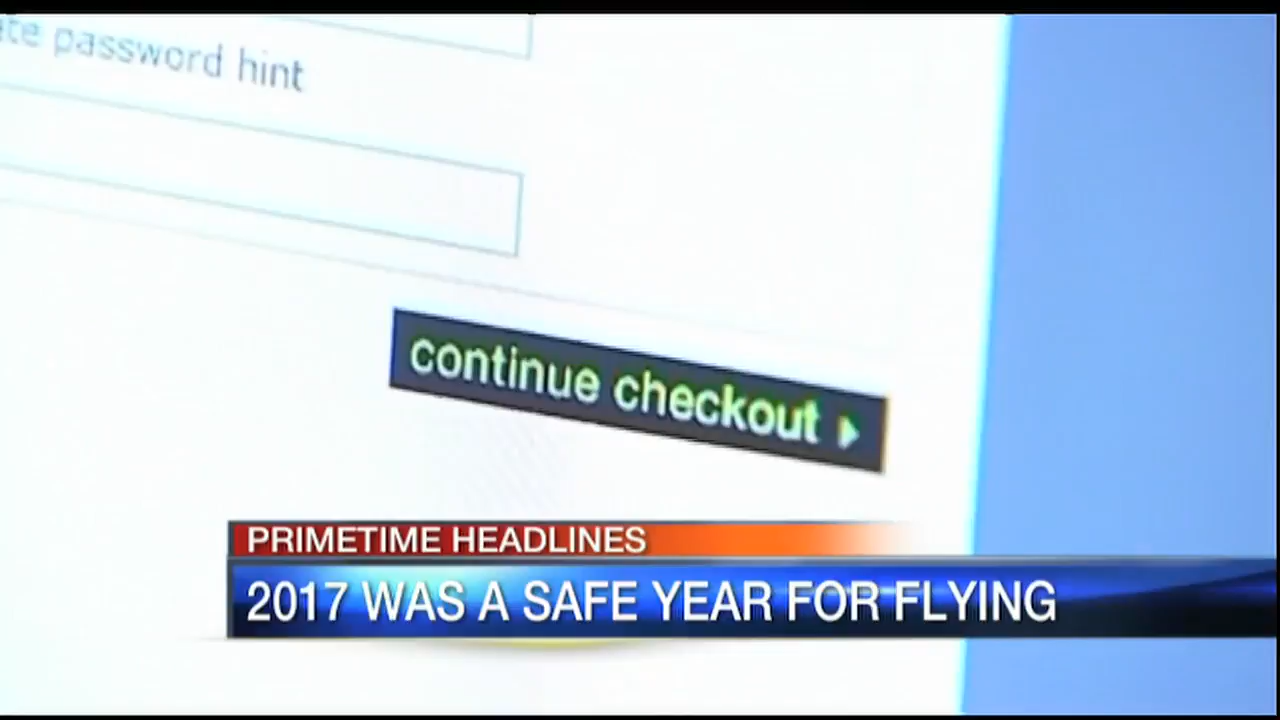 password hint
continue checkout
PRIMETIME HEADLINES
2017 WAS A SAFE YEAR FOR FLYING